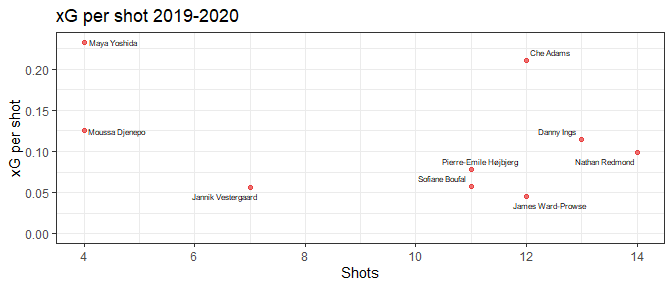 xG per shot 2019-2020
Maya Yoshida
Che Adams
0.20
0.15
Moussa Djenepo
Danny Ings
xG per shot
0.10
Pierre-Emile Højbjerg
Nathan Redmond
Sofiane Boufal
0.05
Jannik Vestergaard
James Ward-Prowse
0.00
4
6
8
10
12
14
Shots